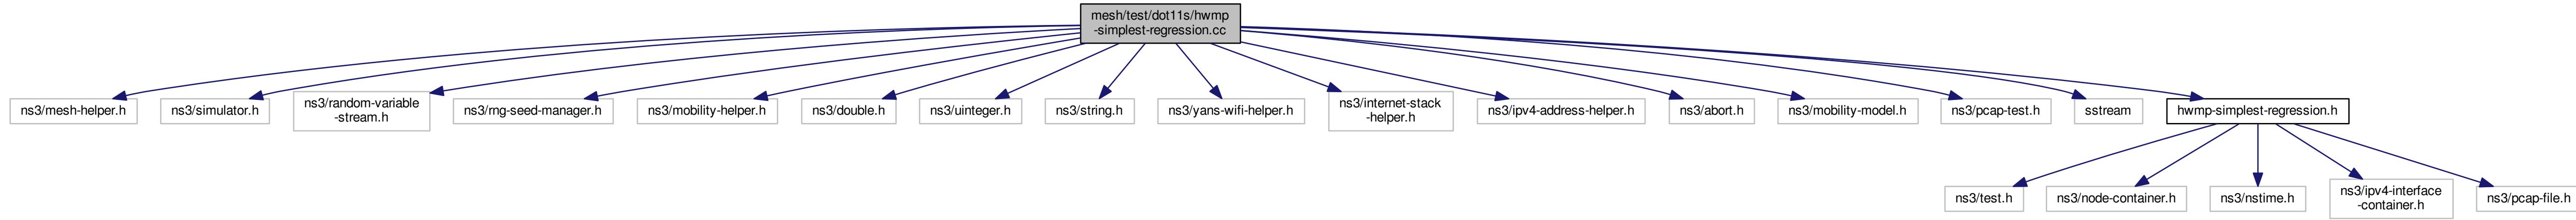 mesh/test/dot11s/hwmp
-simplest-regression.cc
ns3/mesh-helper.h
ns3/simulator.h
ns3/random-variable
-stream.h
ns3/rng-seed-manager.h
ns3/mobility-helper.h
ns3/double.h
ns3/uinteger.h
ns3/string.h
ns3/yans-wifi-helper.h
ns3/internet-stack
-helper.h
ns3/ipv4-address-helper.h
ns3/abort.h
ns3/mobility-model.h
ns3/pcap-test.h
sstream
hwmp-simplest-regression.h
ns3/test.h
ns3/node-container.h
ns3/nstime.h
ns3/ipv4-interface
-container.h
ns3/pcap-file.h